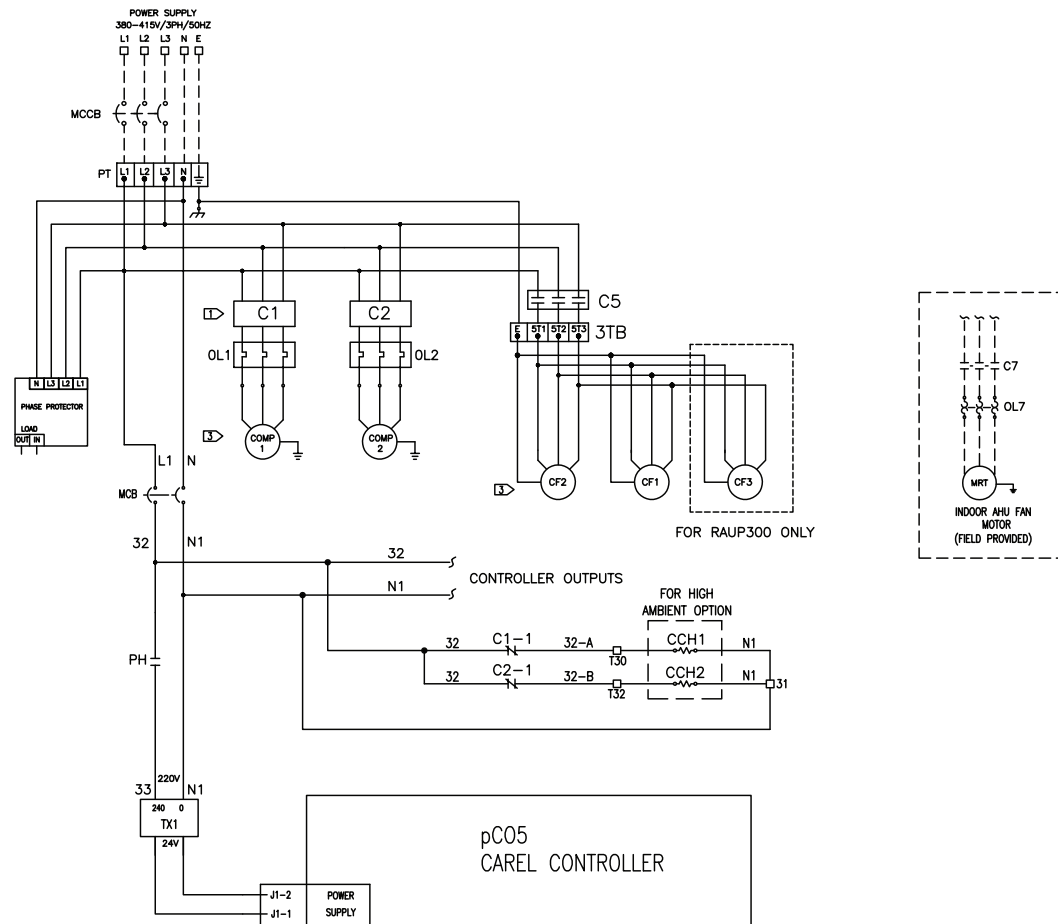 POWER SUPPLY
380-415V/3PH/50HZ
L1 L2 L3 N E
MCCB
PT L1 L2 L3 N
1 C1 C2
C5
E 5T1 5T2 5T3 3TB
OL1 OL2
C7
OL7
N L3 L2 L1
PHASE PROTECTOR
LOAD
OUT IN
3 COMP 1 COMP 2
3 CF2 CF1 CF3
FOR RAUP300 ONLY
MRT
INDOOR AHU FAN
MOTOR
(FIELD PROVIDED)
L1 N
MCB
32 N1
32
N1
CONTROLLER OUTPUTS
FOR HIGH
AMBIENT OPTION
32 C1-1 32-A T30 CCH1 N1
32 C2-1 32-B T32 CCH2 N1 31
PH
220V
33 N1
240 0
TX1
24V
pCO5
CAREL CONTROLLER
J1-2 POWER
J1-1 SUPPLY